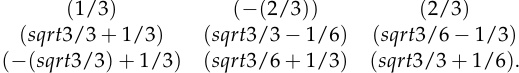 (1/3) (−(2/3)) (2/3)
(sqrt3/3 + 1/3) (sqrt3/3 − 1/6) (sqrt3/6 − 1/3)
(−(sqrt3/3) + 1/3) (sqrt3/6 + 1/3) (sqrt3/3 + 1/6).